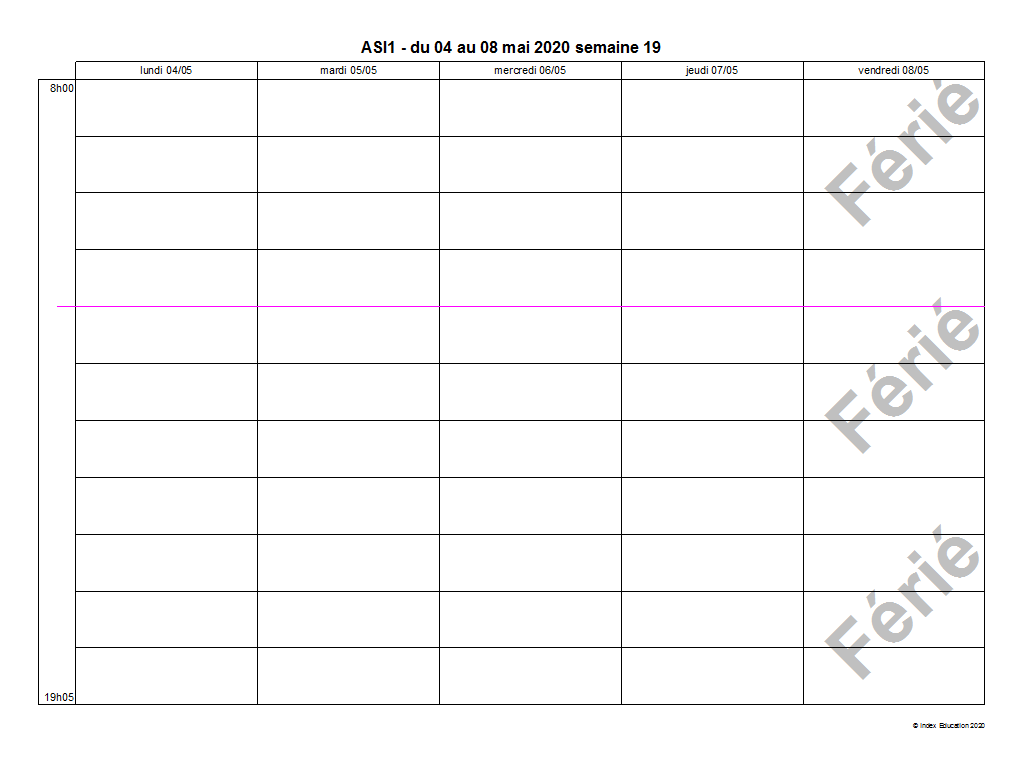 ASI1 - du 04 au 08 mai 2020 semaine 19
lundi 04/05 mardi 05/05 mercredi 06/05 jeudi 07/05 vendredi 08/05
8h00
Férié
Férié
Férié
19h05
© Index Education 2020